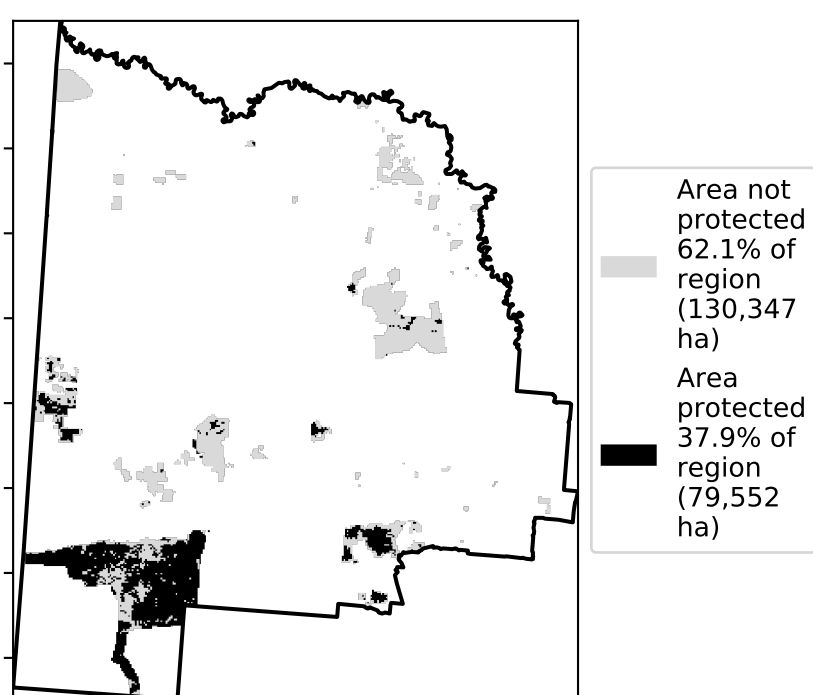 Area not
protected
62.1% of
region
(130,347
ha)
Area
protected
37.9% of
region
(79,552
ha)